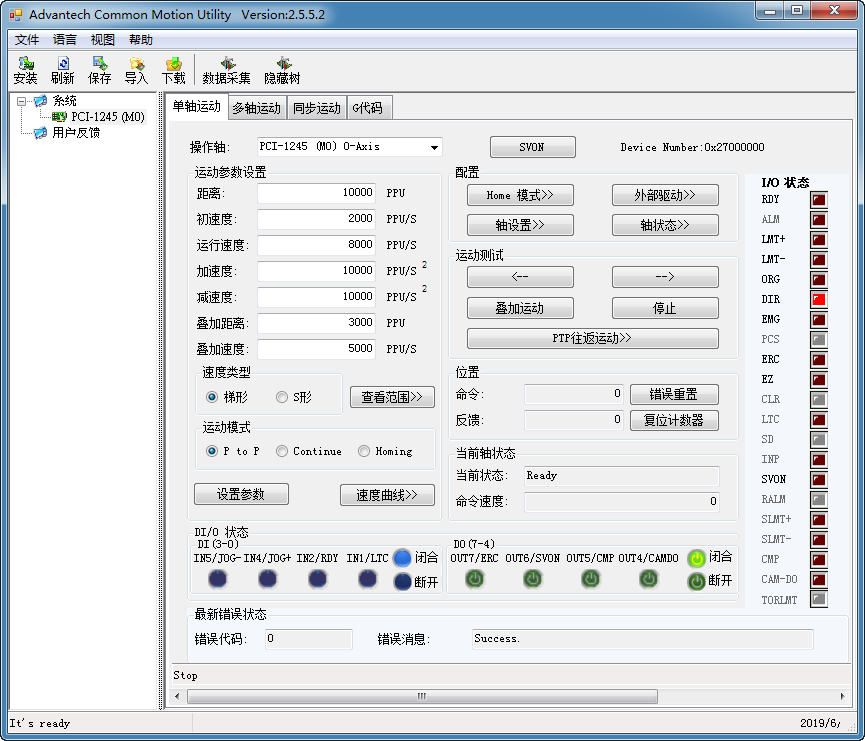 Advantech Common Motion Utility Version:2.5.5.2
文件 语言 视图 帮助
安装 刷新 保存 导入 下载 数据采集 隐藏树
系统
PCI-1245 (M0)
用户反馈
单轴运动 多轴运动 同步运动 G代码
操作轴: PCI-1245 (M0) 0-Axis SVON Device Number:0x27000000
运动参数设置
距离: 10000 PPU
初速度: 2000 PPU/S
运行速度: 8000 PPU/S
加速度: 10000 PPU/S 2
减速度: 10000 PPU/S 2
叠加距离: 3000 PPU
叠加速度: 5000 PPU/S
速度类型
梯形 S形 查看范围>>
运动模式
P to P Continue Homing
设置参数 速度曲线>>
配置
Home 模式>> 外部驱动>>
轴设置>> 轴状态>>
运动测试
<-- -->
叠加运动 停止
PTP往返运动>>
位置
命令: 0 错误重置
反馈: 0 复位计数器
当前轴状态
当前状态: Ready
命令速度: 0
I/O 状态
RDY
ALM
LMT+
LMT-
ORG
DIR
EMG
PCS
ERC
EZ
CLR
LTC
SD
INP
SVON
RALM
SLMT+
SLMT-
CMP
CAM-DO
TORLMT
DI/O 状态
DI(3-0)
IN5/JOG- IN4/JOG+ IN2/RDY IN1/LTC 闭合
断开
DO(7-4)
OUT7/ERC OUT6/SVON OUT5/CMP OUT4/CAMDO 闭合
断开
最新错误状态
错误代码: 0 错误消息: Success.
Stop
It's ready 2019/6/